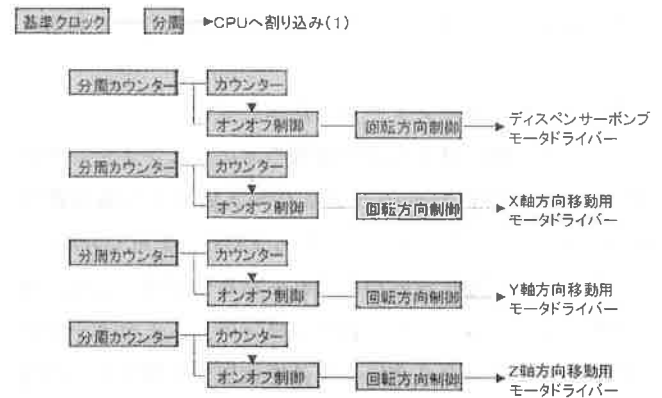 基準クロック 分周 CPUへ割り込み(1)
分周カウンター カウンター
オンオフ制御 回転方向制御 ディスペンサーポンプ
モータドライバー
分周カウンター カウンター
オンオフ制御 回転方向制御 X軸方向移動用
モータドライバー
分周カウンター カウンター
オンオフ制御 回転方向制御 Y軸方向移動用
モータドライバー
分周カウンター カウンター
オンオフ制御 回転方向制御 Z軸方向移動用
モータドライバー